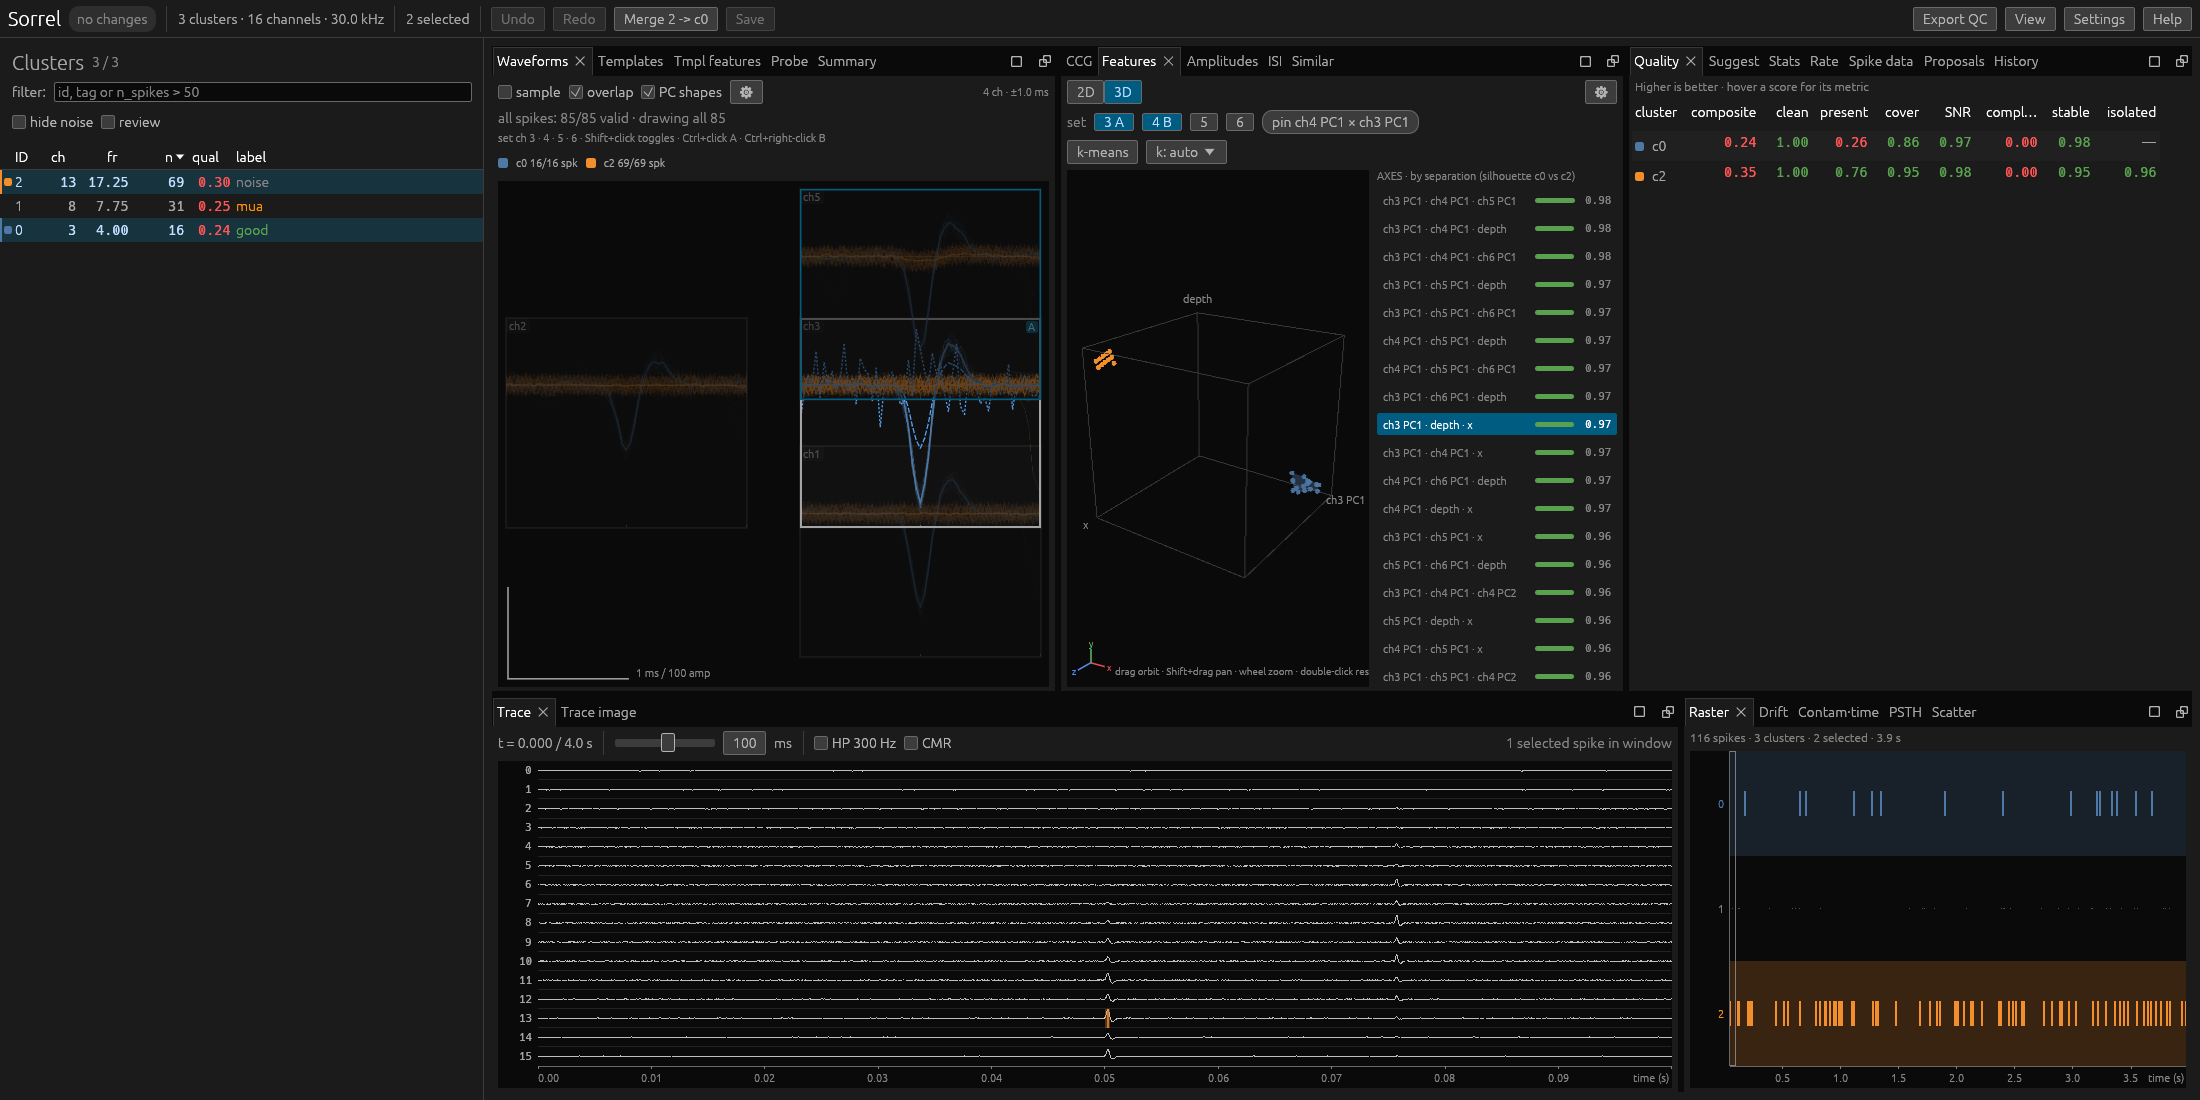 Sorrel no changes 3 clusters · 16 channels · 30.0 kHz 2 selected Undo Redo Merge 2 -> c0 Save Export QC View Settings Help
Clusters 3 / 3
filter: id, tag or n_spikes > 50
hide noise review
ID ch fr n▼ qual label
2 13 17.25 69 0.30 noise
1 8 7.75 31 0.25 mua
0 3 4.00 16 0.24 good
Waveforms Templates Tmpl features Probe Summary
sample overlap PC shapes 4 ch · ±1.0 ms
all spikes: 85/85 valid · drawing all 85
set ch 3 · 4 · 5 · 6 · Shift+click toggles · Ctrl+click A · Ctrl+right-click B
c0 16/16 spk c2 69/69 spk
ch5
ch2
ch3 A
ch1
1 ms / 100 amp
CCG Features Amplitudes ISI Similar
2D 3D
set 3 A 4 B 5 6 pin ch4 PC1 × ch3 PC1
k-means k: auto
depth
ch3 PC1
x
y
x
z
drag orbit · Shift+drag pan · wheel zoom · double-click res
AXES · by separation (silhouette c0 vs c2)
ch3 PC1 · ch4 PC1 · ch5 PC1 0.98
ch3 PC1 · ch4 PC1 · depth 0.98
ch3 PC1 · ch4 PC1 · ch6 PC1 0.98
ch3 PC1 · ch5 PC1 · depth 0.97
ch3 PC1 · ch5 PC1 · ch6 PC1 0.97
ch4 PC1 · ch5 PC1 · depth 0.97
ch4 PC1 · ch5 PC1 · ch6 PC1 0.97
ch3 PC1 · ch6 PC1 · depth 0.97
ch3 PC1 · depth · x 0.97
ch3 PC1 · ch4 PC1 · x 0.97
ch4 PC1 · ch6 PC1 · depth 0.97
ch4 PC1 · depth · x 0.97
ch3 PC1 · ch5 PC1 · x 0.96
ch5 PC1 · ch6 PC1 · depth 0.96
ch3 PC1 · ch4 PC1 · ch4 PC2 0.96
ch5 PC1 · depth · x 0.96
ch4 PC1 · ch5 PC1 · x 0.96
ch3 PC1 · ch5 PC1 · ch4 PC2 0.96
Quality Suggest Stats Rate Spike data Proposals History
Higher is better · hover a score for its metric
cluster composite clean present cover SNR compl... stable isolated
c0 0.24 1.00 0.26 0.86 0.97 0.00 0.98 —
c2 0.35 1.00 0.76 0.95 0.98 0.00 0.95 0.96
Trace Trace image
t = 0.000 / 4.0 s 100 ms HP 300 Hz CMR 1 selected spike in window
0
1
2
3
4
5
6
7
8
9
10
11
12
13
14
15
0.00 0.01 0.02 0.03 0.04 0.05 0.06 0.07 0.08 0.09 time (s)
Raster Drift Contam·time PSTH Scatter
116 spikes · 3 clusters · 2 selected · 3.9 s
0
1
2
0.5 1.0 1.5 2.0 2.5 3.0 3.5 time (s)